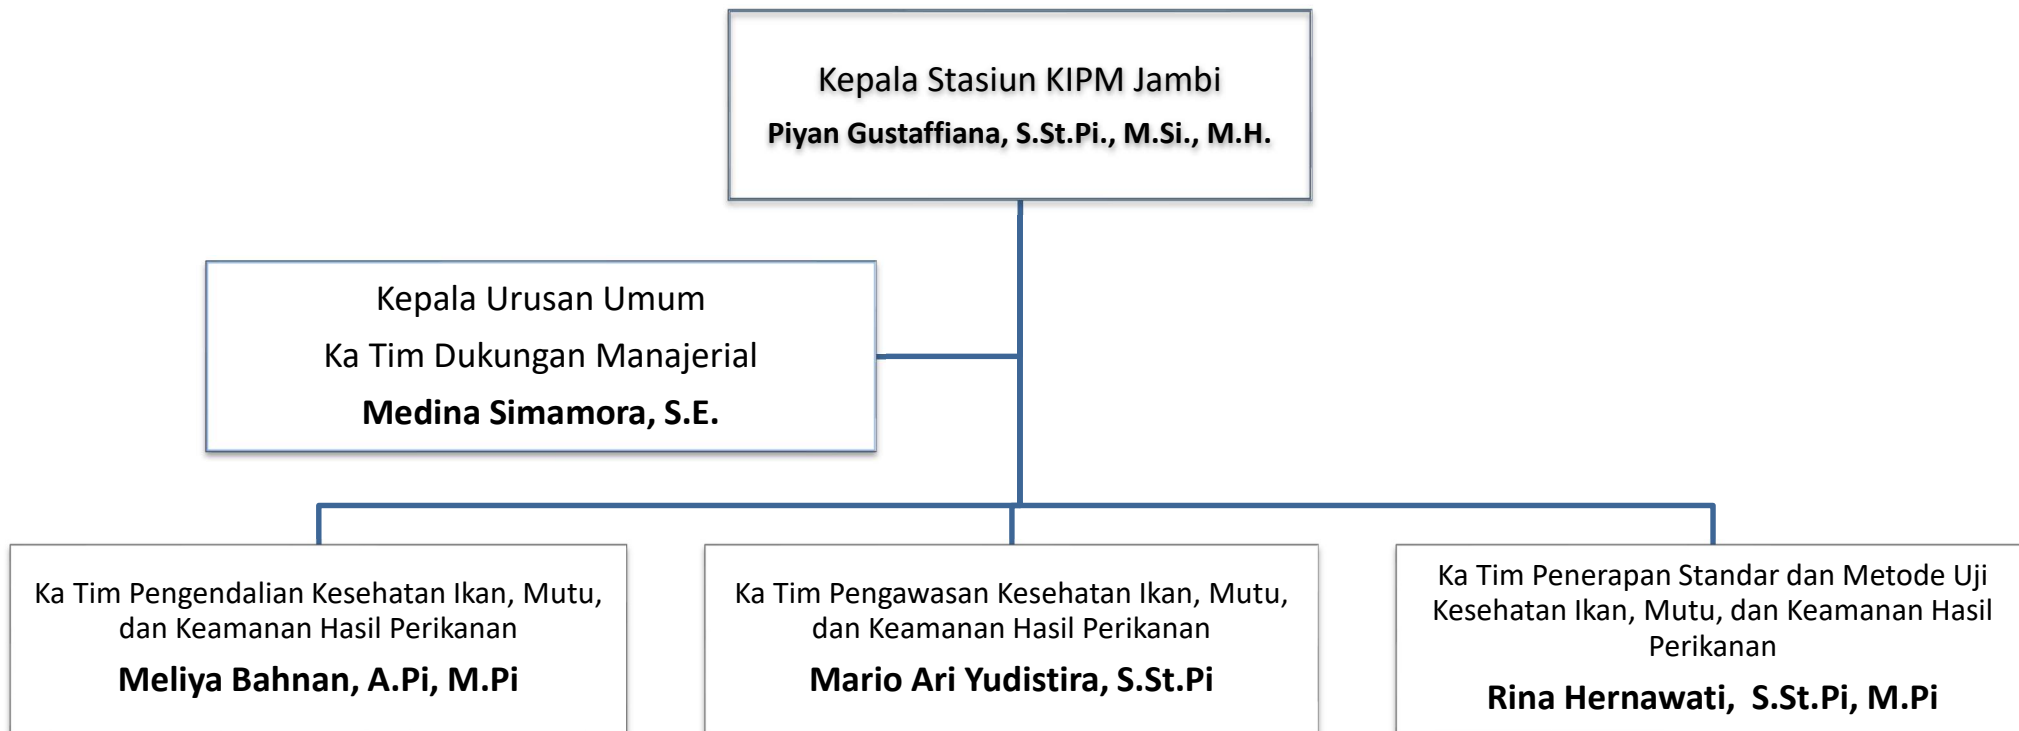 Kepala Stasiun KIPM Jambi
Piyan Gustaffiana, S.St.Pi., M.Si., M.H.
Kepala Urusan Umum
Ka Tim Dukungan Manajerial
Medina Simamora, S.E.
Ka Tim Pengendalian Kesehatan Ikan, Mutu,
dan Keamanan Hasil Perikanan
Meliya Bahnan, A.Pi, M.Pi
Ka Tim Pengawasan Kesehatan Ikan, Mutu,
dan Keamanan Hasil Perikanan
Mario Ari Yudistira, S.St.Pi
Ka Tim Penerapan Standar dan Metode Uji
Kesehatan Ikan, Mutu, dan Keamanan Hasil
Perikanan
Rina Hernawati, S.St.Pi, M.Pi